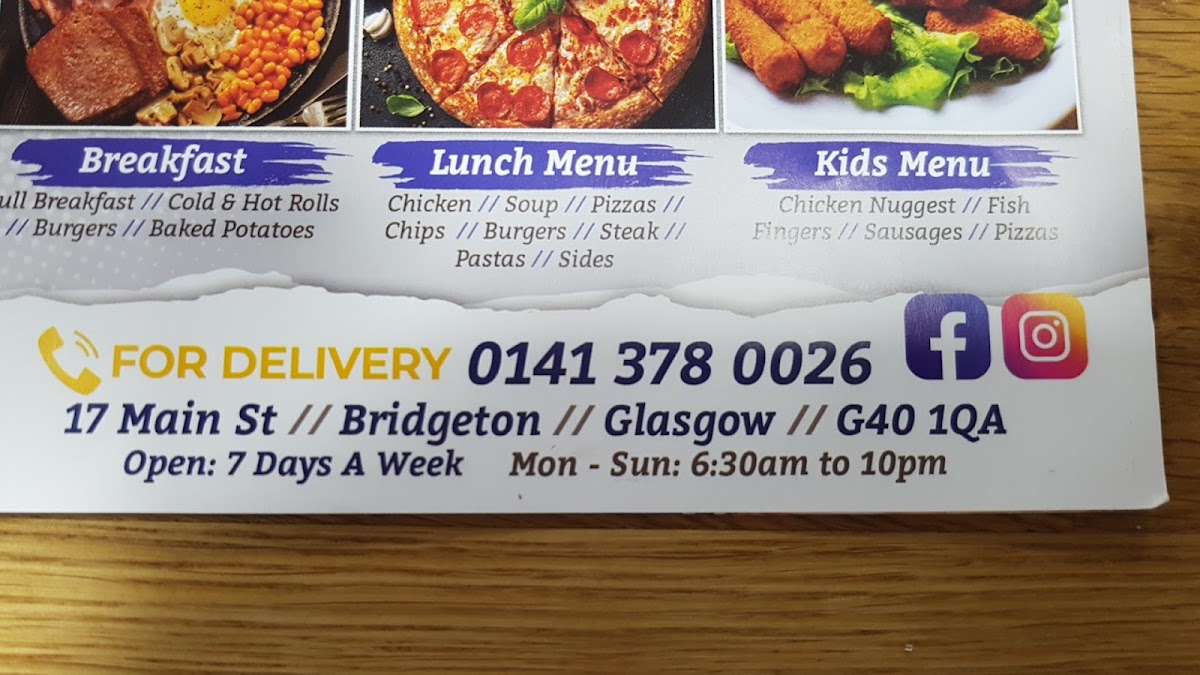 Breakfast
ull Breakfast // Cold & Hot Rolls
// Burgers // Baked Potatoes
Lunch Menu
Chicken // Soup // Pizzas //
Chips // Burgers // Steak //
Pastas // Sides
Kids Menu
Chicken Nuggest // Fish
Fingers // Sausages // Pizzas
FOR DELIVERY 0141 378 0026
17 Main St // Bridgeton // Glasgow // G40 1QA
Open: 7 Days A Week Mon - Sun: 6:30am to 10pm